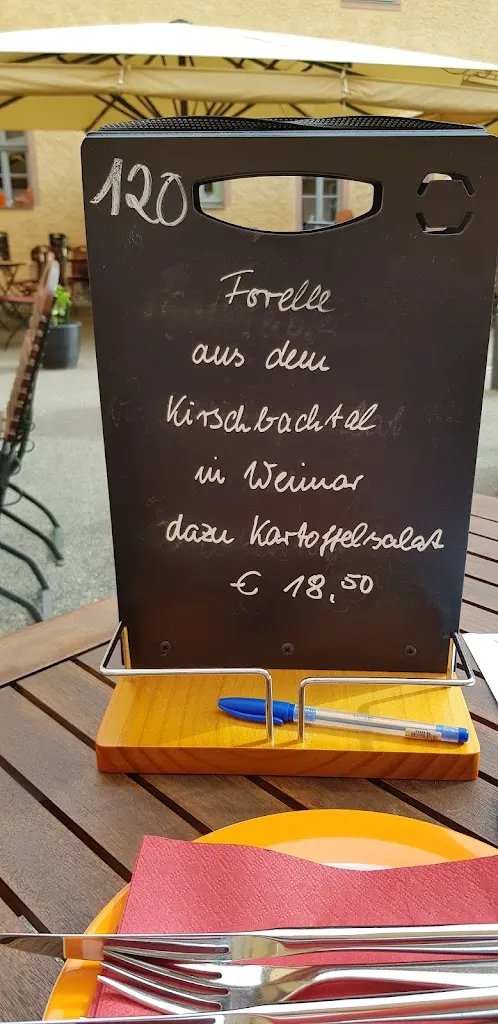 120
Forelle
aus dem
Kirschbachtal
in Weimar
dazu Kartoffelsalat
€ 18,50